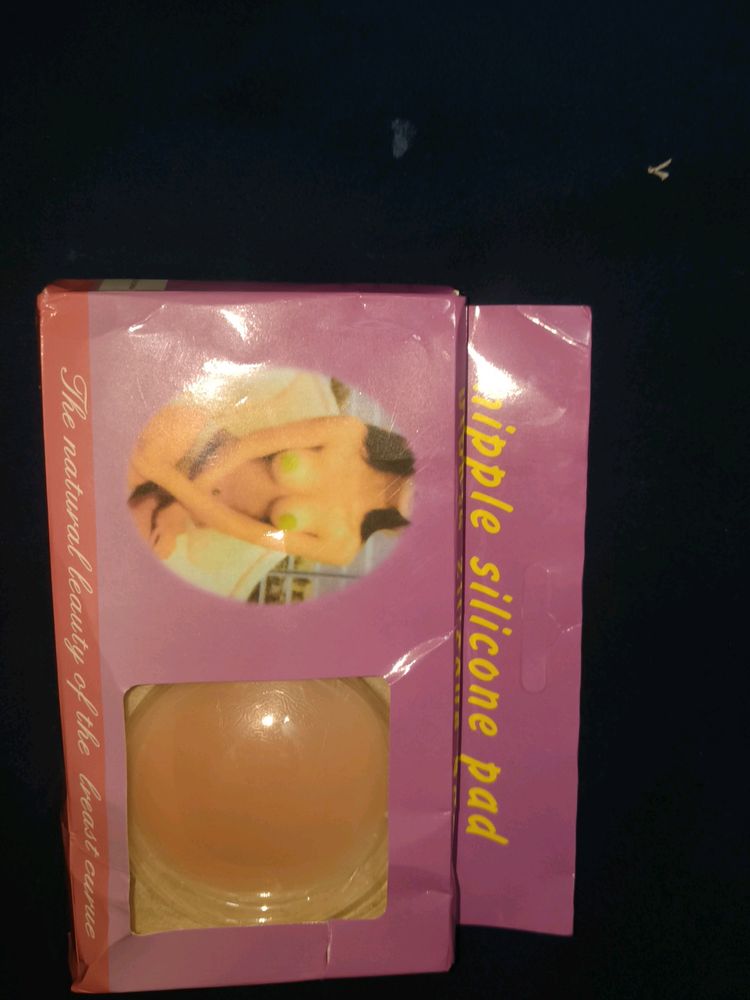 nipple silicone pad
The natural beauty of the breast curve